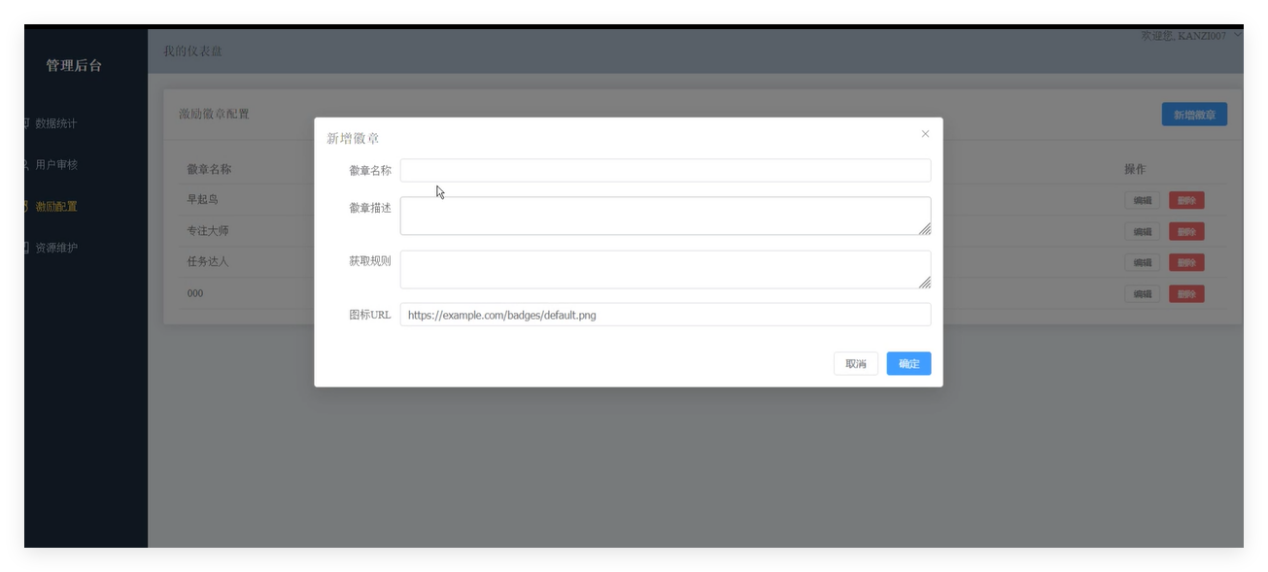 我的仪表盘
欢迎您, KANZI007
管理后台
数据统计
用户审核
激励配置
资源维护
激励徽章配置
新增徽章
徽章名称
操作
早起鸟
编辑 删除
专注大师
编辑 删除
任务达人
编辑 删除
000
编辑 删除
新增徽章
徽章名称
徽章描述
获取规则
图标URL
https://example.com/badges/default.png
取消 确定